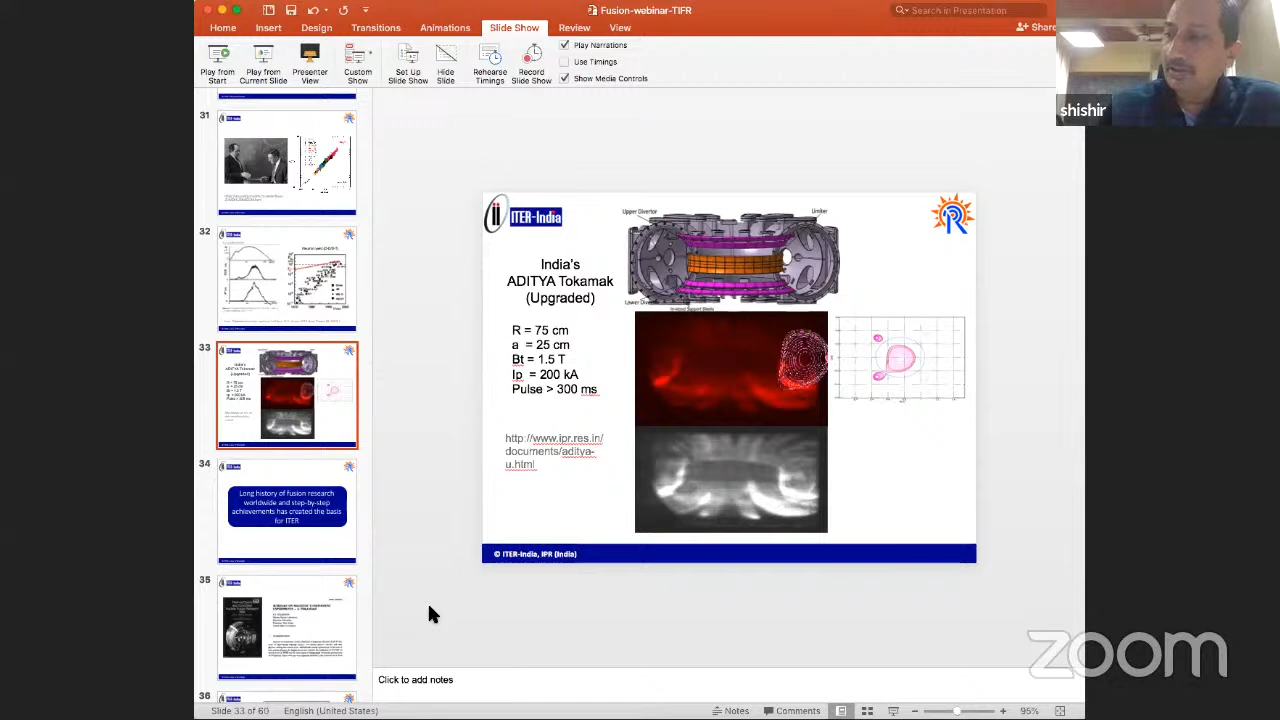 Fusion-webinar-TIFR
Search in Presentation
Home Insert Design Transitions Animations Slide Show Review View
Share
Play from Start
Play from Current Slide
Presenter View
Custom Show
Set Up Slide Show
Hide Slide
Rehearse Timings
Record Slide Show
Play Narrations
Use Timings
Show Media Controls
shishir
31
32
33
34
Long history of fusion research
worldwide and step-by-step
achievements has created the basis
for ITER
35
36
ITER-India
Upper Divertor
Limiter
India's
ADITYA Tokamak
(Upgraded)
R = 75 cm
a = 25 cm
Bt = 1.5 T
Ip = 200 kA
Pulse > 300 ms
http://www.ipr.res.in/
documents/aditya-
u.html
© ITER-India, IPR (India)
Click to add notes
zoom
Slide 33 of 60 English (United States)
Notes Comments 95%